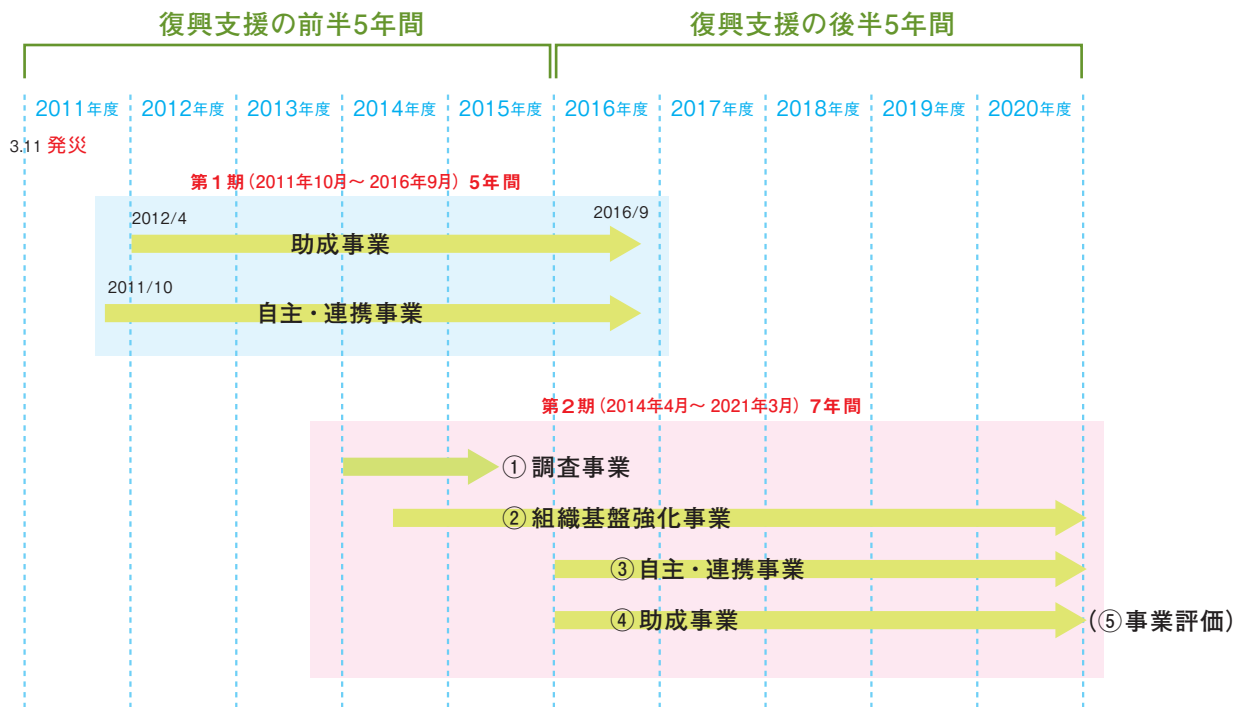 復興支援の前半5年間
復興支援の後半5年間
2011年度 2012年度 2013年度 2014年度 2015年度 2016年度 2017年度 2018年度 2019年度 2020年度
3.11 発災
第1期(2011年10月～2016年9月) 5年間
2012/4
2016/9
助成事業
2011/10
自主・連携事業
第2期(2014年4月～2021年3月) 7年間
①調査事業
②組織基盤強化事業
③自主・連携事業
④助成事業
(⑤事業評価)